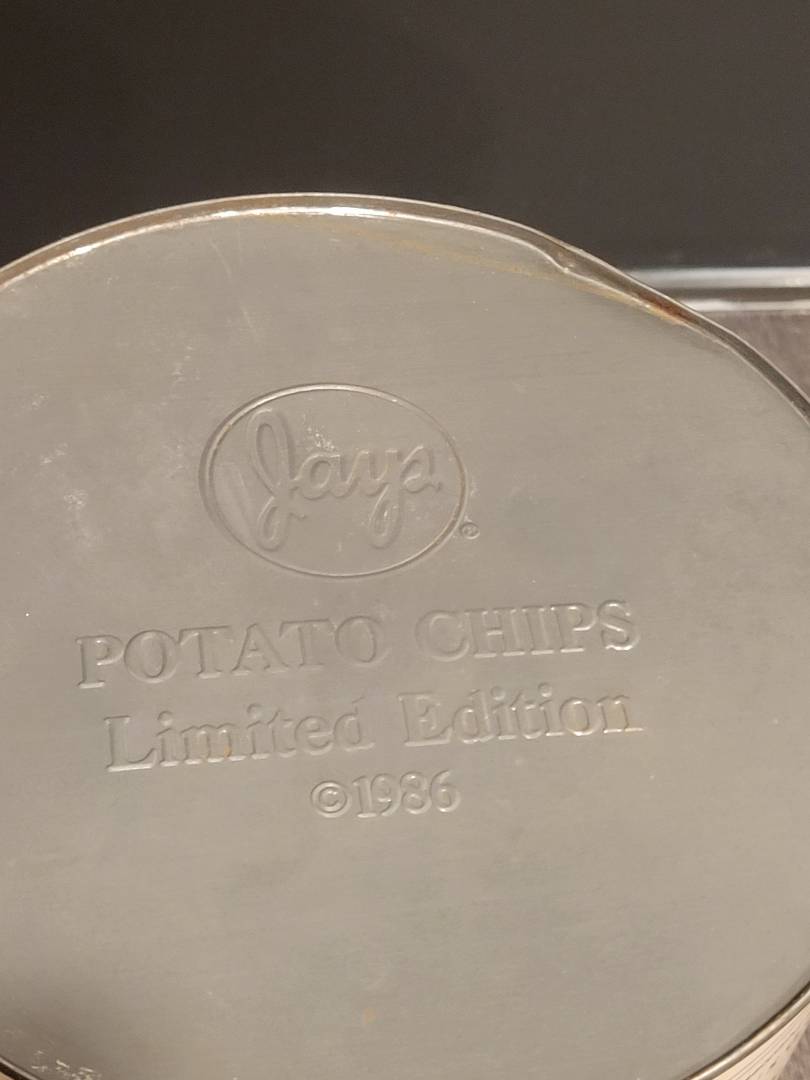 Jays
®
POTATO CHIPS
Limited Edition
©1986